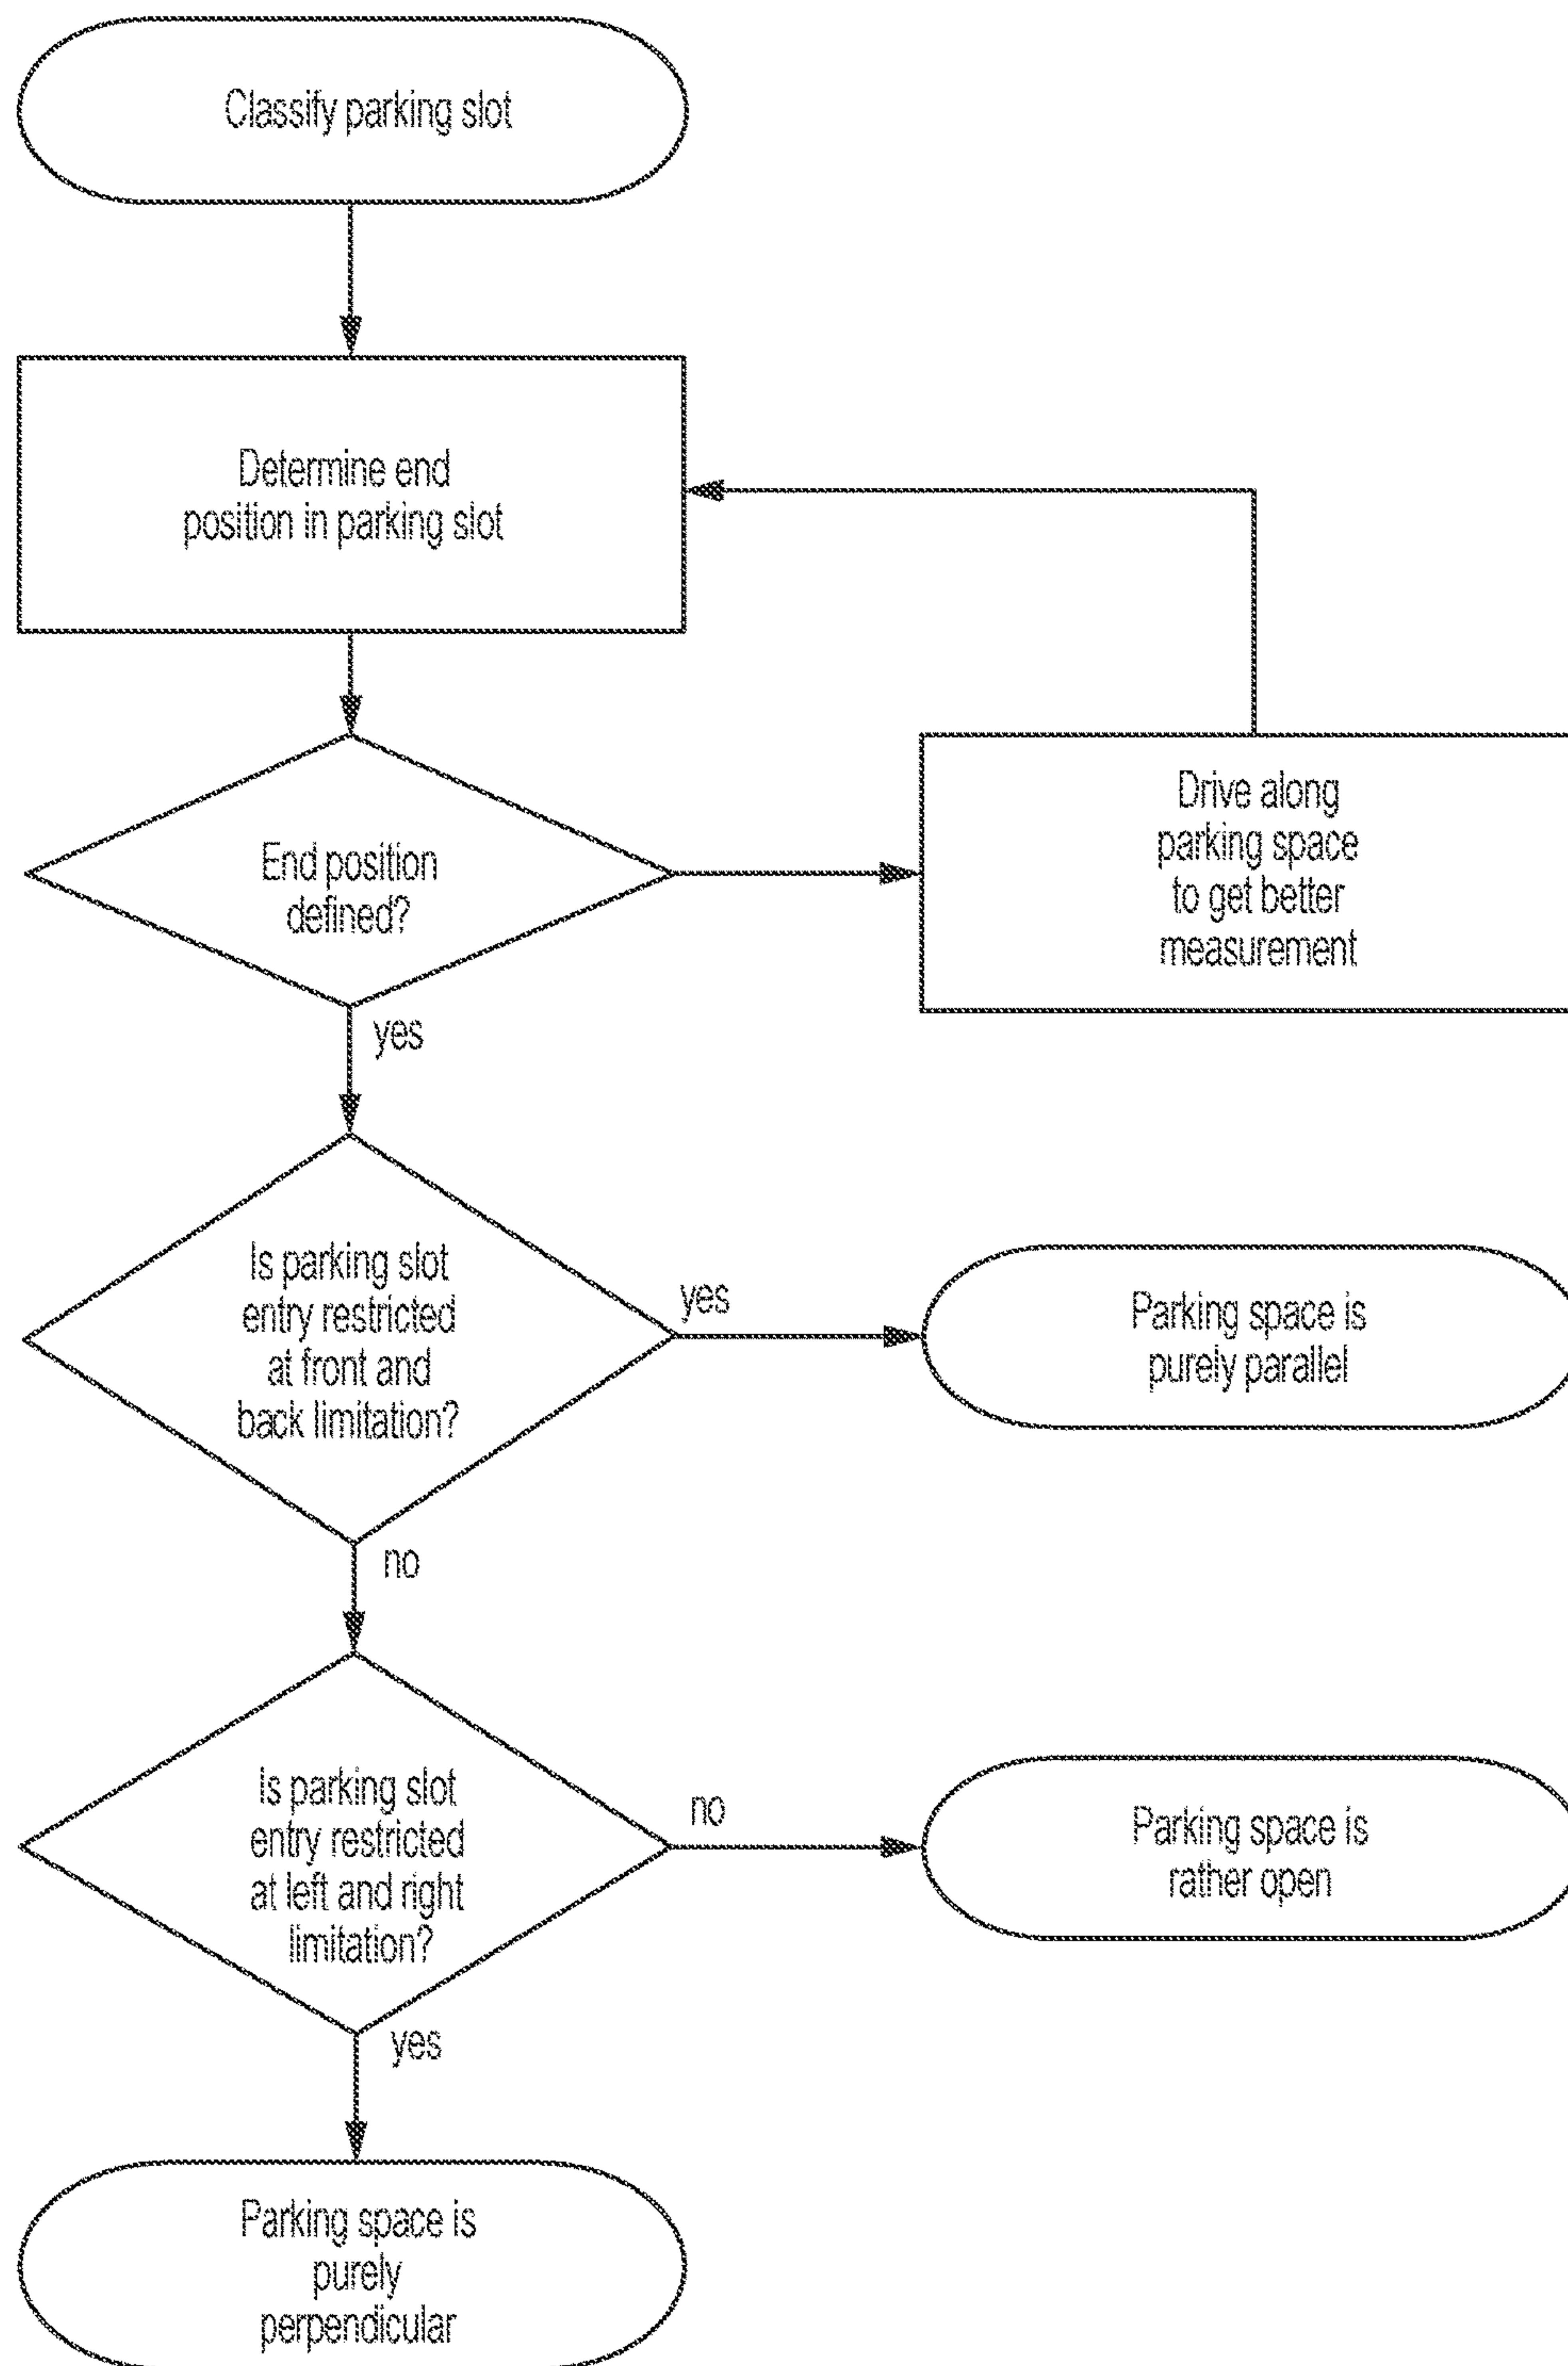 Classify parking slot
Determine end
position in parking slot
End position
defined?
Drive along
parking space
to get better
measurement
yes
Is parking slot
entry restricted
at front and
back limitation?
yes
Parking space is
purely parallel
no
Is parking slot
entry restricted
at left and right
limitation?
no
Parking space is
rather open
yes
Parking space is
purely
perpendicular